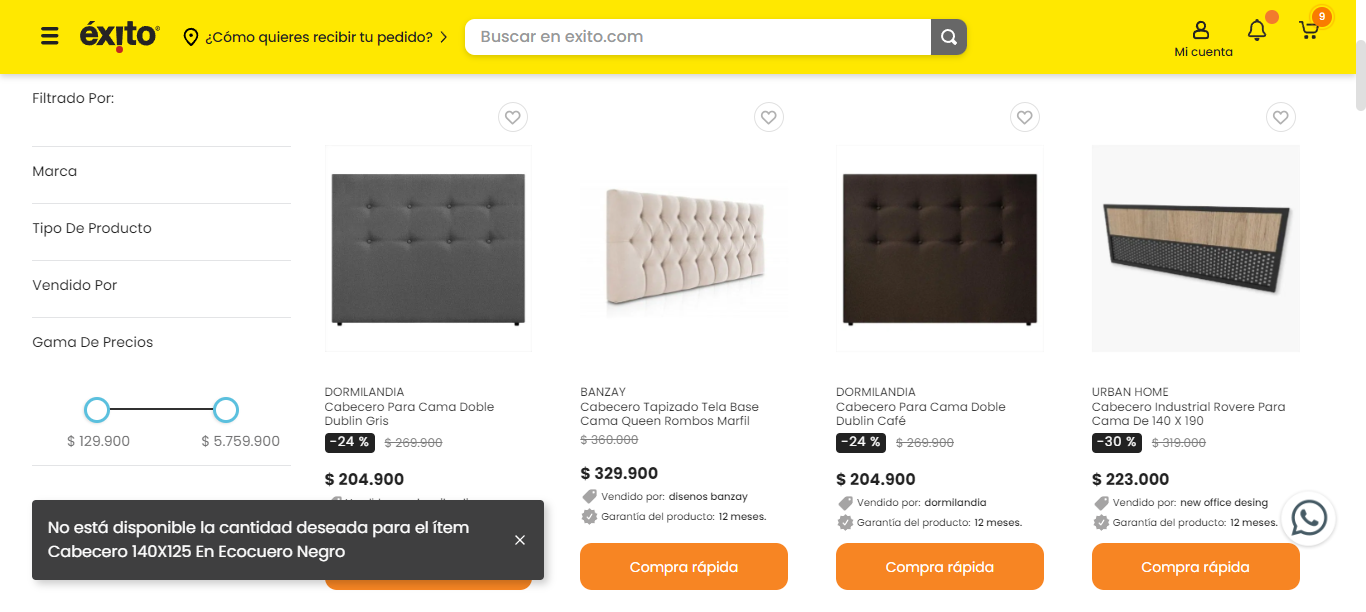 éxito
¿Cómo quieres recibir tu pedido?
Buscar en exito.com
Mi cuenta
9
Filtrado Por:
Marca
Tipo De Producto
Vendido Por
Gama De Precios
$ 129.900
$ 5.759.900
DORMILANDIA
Cabecero Para Cama Doble
Dublin Gris
-24 % $ 269.900
$ 204.900
BANZAY
Cabecero Tapizado Tela Base
Cama Queen Rombos Marfil
$ 360.000
$ 329.900
Vendido por: disenos banzay
Garantía del producto: 12 meses.
Compra rápida
DORMILANDIA
Cabecero Para Cama Doble
Dublin Café
-24 % $ 269.900
$ 204.900
Vendido por: dormilandia
Garantía del producto: 12 meses.
Compra rápida
URBAN HOME
Cabecero Industrial Rovere Para
Cama De 140 X 190
-30 % $ 319.000
$ 223.000
Vendido por: new office desing
Garantía del producto: 12 meses.
Compra rápida
No está disponible la cantidad deseada para el ítem
Cabecero 140X125 En Ecocuero Negro